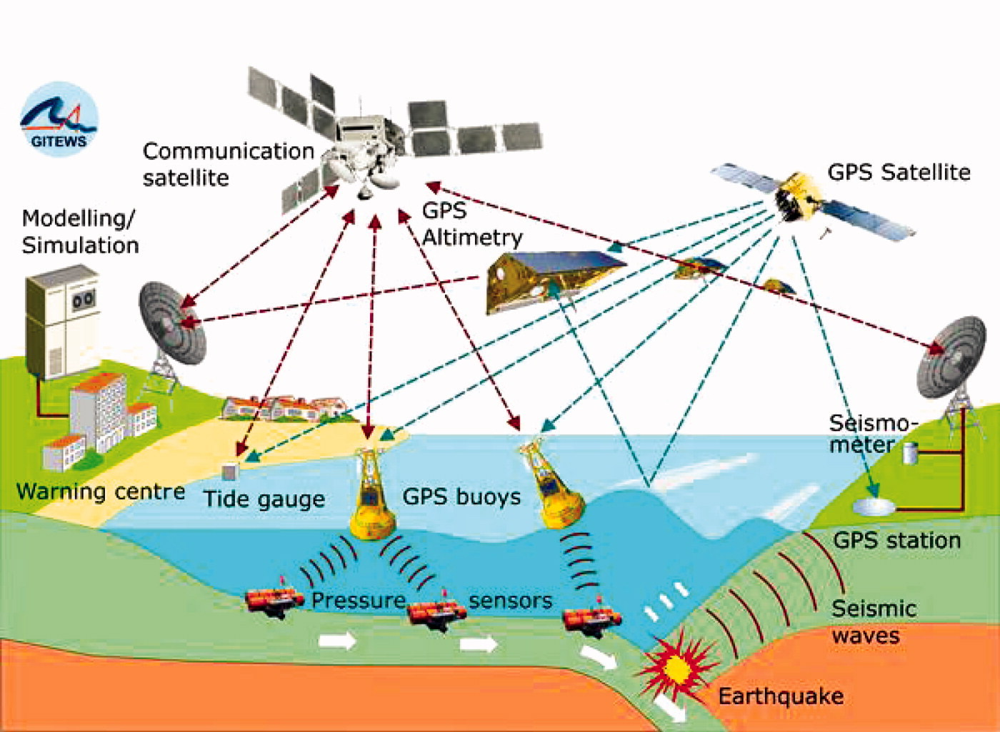 GITEWS
Communication
satellite
GPS Satellite
Modelling/
Simulation
GPS
Altimetry
Seismo-
meter
Warning centre
Tide gauge
GPS buoys
GPS station
Pressure sensors
Seismic
waves
Earthquake